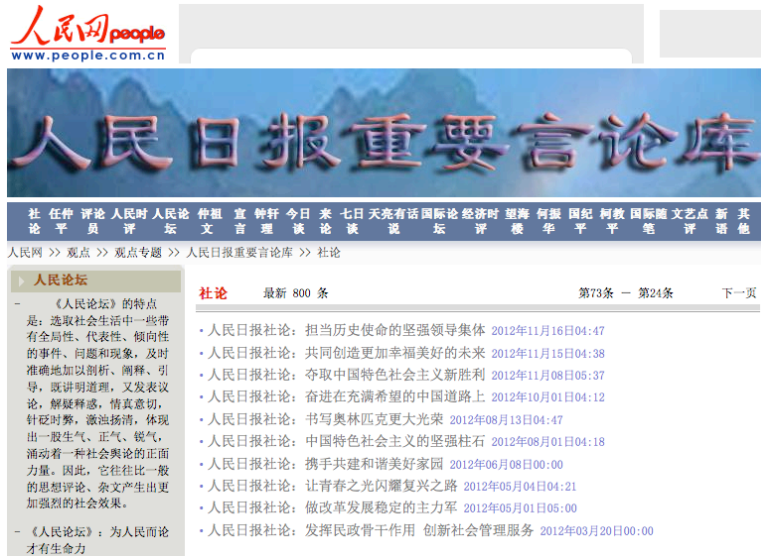 人民网 people
www.people.com.cn
人民日报重要言论库
社论 任仲平 评论员 人民时评 人民论坛 仲祖文 宣言 钟轩理 今日谈 来论 七日谈 天亮有话说 国际论坛 经济时评 望海楼 何振华 国纪平 柯教平 国际随笔 文艺点评 新语 其他
人民网 >> 观点 >> 观点专题 >> 人民日报重要言论库 >> 社论
人民论坛
- 《人民论坛》的特点
是：选取社会生活中一些带
有全局性、代表性、倾向性
的事件、问题和现象，及时
准确地加以剖析、阐释、引
导，既讲明道理，又发表议
论，解疑释惑，情真意切，
针砭时弊，激浊扬清，体现
出一股生气、正气、锐气，
涌动着一种社会舆论的正面
力量。因此，它往往比一般
的思想评论、杂文产生出更
加强烈的社会效果。
- 《人民论坛》：为人民而论
才有生命力
社论 最新 800 条 第73条 － 第24条 下一页
·人民日报社论：担当历史使命的坚强领导集体 2012年11月16日04:47
·人民日报社论：共同创造更加幸福美好的未来 2012年11月15日04:38
·人民日报社论：夺取中国特色社会主义新胜利 2012年11月08日05:37
·人民日报社论：奋进在充满希望的中国道路上 2012年10月01日04:12
·人民日报社论：书写奥林匹克更大光荣 2012年08月13日04:47
·人民日报社论：中国特色社会主义的坚强柱石 2012年08月01日04:18
·人民日报社论：携手共建和谐美好家园 2012年06月08日00:00
·人民日报社论：让青春之光闪耀复兴之路 2012年05月04日04:21
·人民日报社论：做改革发展稳定的主力军 2012年05月01日05:00
·人民日报社论：发挥民政骨干作用 创新社会管理服务 2012年03月20日00:00